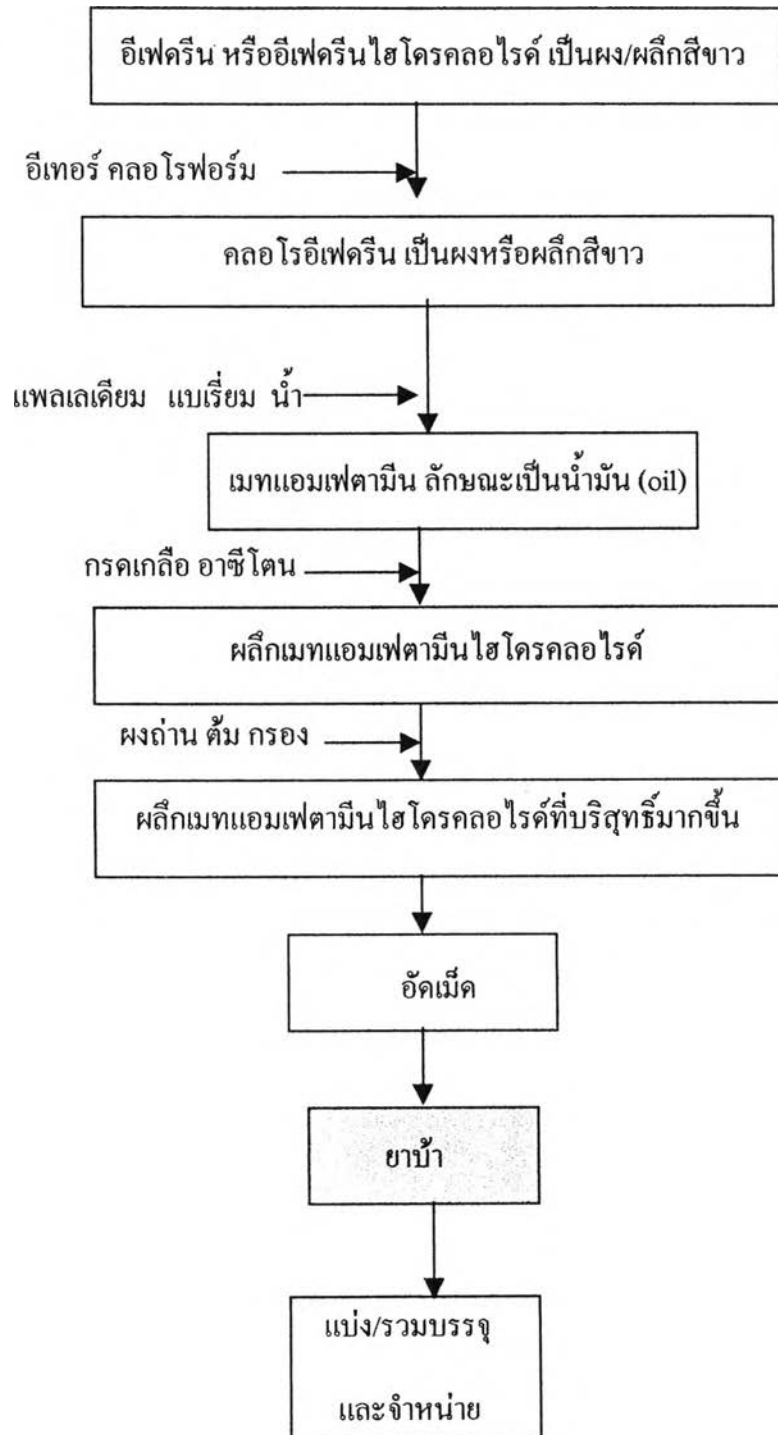 อีเฟดรีน หรืออีเฟดรีนไฮโดรคลอไรด์ เป็นผง/ผลึกสีขาว
อีเทอร์ คลอโรฟอร์ม
คลอโรอีเฟดรีน เป็นผงหรือผลึกสีขาว
แพลเลเดียม แบเรี่ยม น้ำ
เมทแอมเฟตามีน ลักษณะเป็นน้ำมัน (oil)
กรดเกลือ อาซีโตน
ผลึกเมทแอมเฟตามีนไฮโดรคลอไรด์
ผงถ่าน ต้ม กรอง
ผลึกเมทแอมเฟตามีนไฮโดรคลอไรด์ที่บริสุทธิ์มากขึ้น
อัดเม็ด
ยาบ้า
แบ่ง/รวมบรรจุ
และจำหน่าย